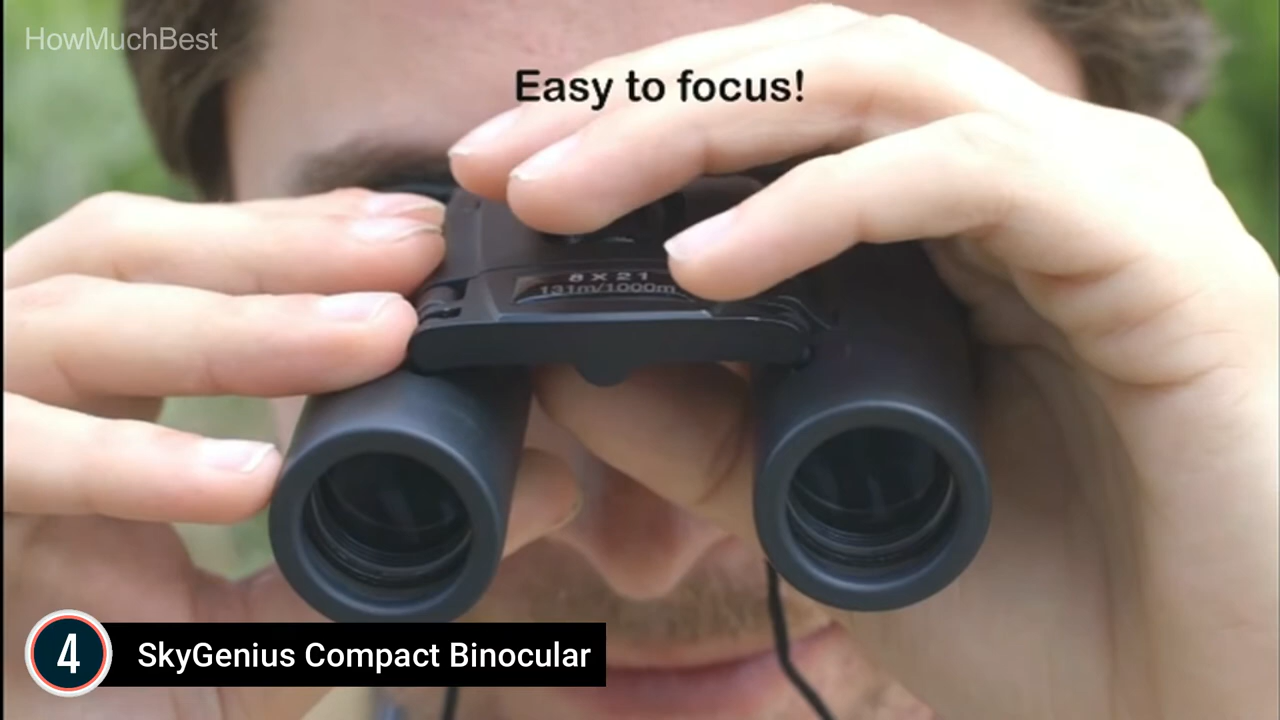 HowMuchBest
Easy to focus!
8 X 21
131m/1000m
4
SkyGenius Compact Binocular